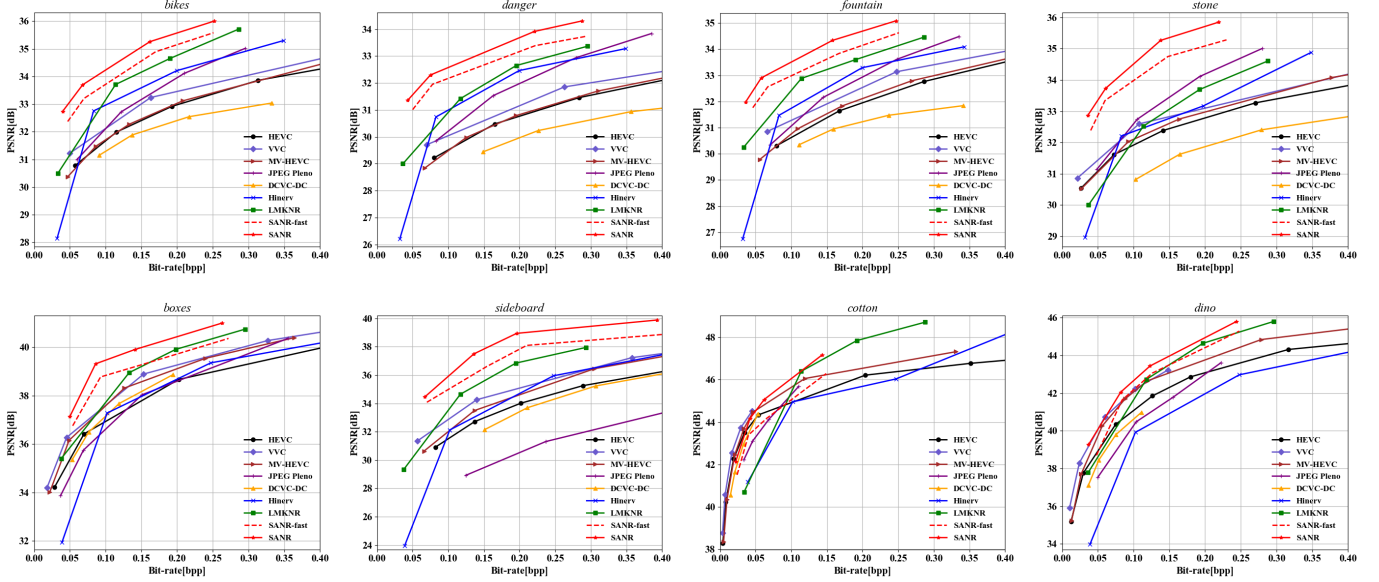 bikes
PSNR[dB]
36
35
34
33
32
31
30
29
28
0.00 0.05 0.10 0.15 0.20 0.25 0.30 0.35 0.40
Bit-rate[bpp]
HEVC
VVC
MV-HEVC
JPEG Pleno
DCVC-DC
Hinerv
LMKNR
SANR-fast
SANR
danger
PSNR[dB]
34
33
32
31
30
29
28
27
26
0.00 0.05 0.10 0.15 0.20 0.25 0.30 0.35 0.40
Bit-rate[bpp]
HEVC
VVC
MV-HEVC
JPEG Pleno
DCVC-DC
Hinerv
LMKNR
SANR-fast
SANR
fountain
PSNR[dB]
35
34
33
32
31
30
29
28
27
0.00 0.05 0.10 0.15 0.20 0.25 0.30 0.35 0.40
Bit-rate[bpp]
HEVC
VVC
MV-HEVC
JPEG Pleno
DCVC-DC
Hinerv
LMKNR
SANR-fast
SANR
stone
PSNR[dB]
36
35
34
33
32
31
30
29
0.00 0.05 0.10 0.15 0.20 0.25 0.30 0.35 0.40
Bit-rate[bpp]
HEVC
VVC
MV-HEVC
JPEG Pleno
DCVC-DC
Hinerv
LMKNR
SANR-fast
SANR
boxes
PSNR[dB]
40
38
36
34
32
0.00 0.05 0.10 0.15 0.20 0.25 0.30 0.35 0.40
Bit-rate[bpp]
HEVC
VVC
MV-HEVC
JPEG Pleno
DCVC-DC
Hinerv
LMKNR
SANR-fast
SANR
sideboard
PSNR[dB]
40
38
36
34
32
30
28
26
24
0.00 0.05 0.10 0.15 0.20 0.25 0.30 0.35 0.40
Bit-rate[bpp]
HEVC
VVC
MV-HEVC
JPEG Pleno
DCVC-DC
Hinerv
LMKNR
SANR-fast
SANR
cotton
PSNR[dB]
48
46
44
42
40
38
0.00 0.05 0.10 0.15 0.20 0.25 0.30 0.35 0.40
Bit-rate[bpp]
HEVC
VVC
MV-HEVC
JPEG Pleno
DCVC-DC
Hinerv
LMKNR
SANR-fast
SANR
dino
PSNR[dB]
46
44
42
40
38
36
34
0.00 0.05 0.10 0.15 0.20 0.25 0.30 0.35 0.40
Bit-rate[bpp]
HEVC
VVC
MV-HEVC
JPEG Pleno
DCVC-DC
Hinerv
LMKNR
SANR-fast
SANR